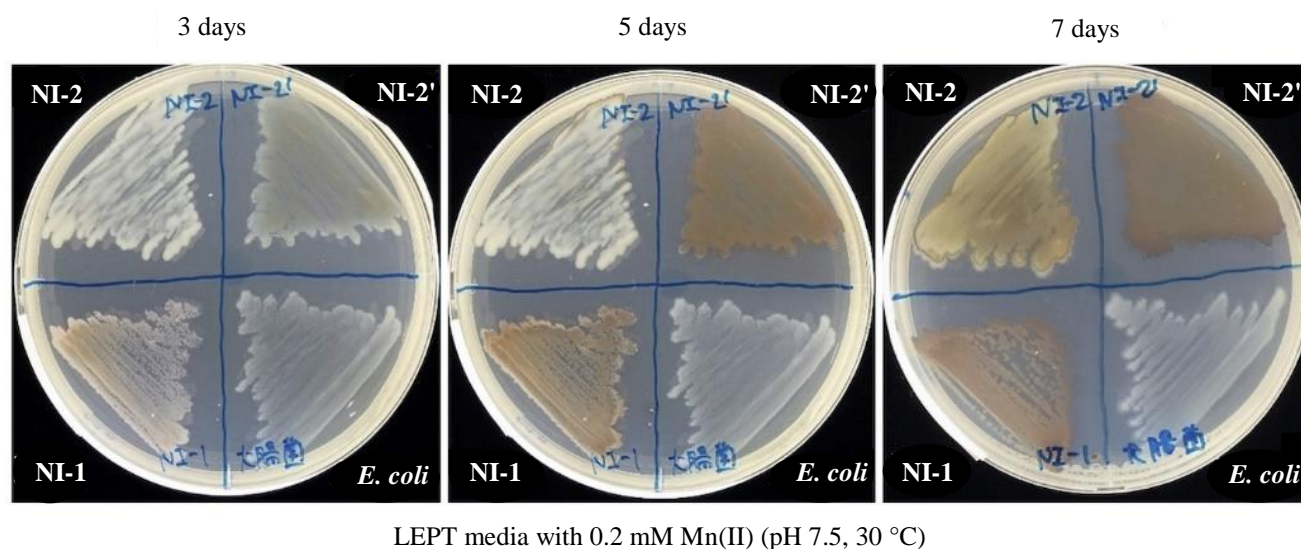 3 days
5 days
7 days
NI-2
NI-2'
NI-2 NI-2'
NI-1
NI-1 大腸菌
E. coli
NI-2
NI-2'
NI-2 NI-2'
NI-1
NI-1 大腸菌
E. coli
NI-2
NI-2'
NI-2 NI-2'
NI-1
NI-1 大腸菌
E. coli
LEPT media with 0.2 mM Mn(II) (pH 7.5, 30 °C)